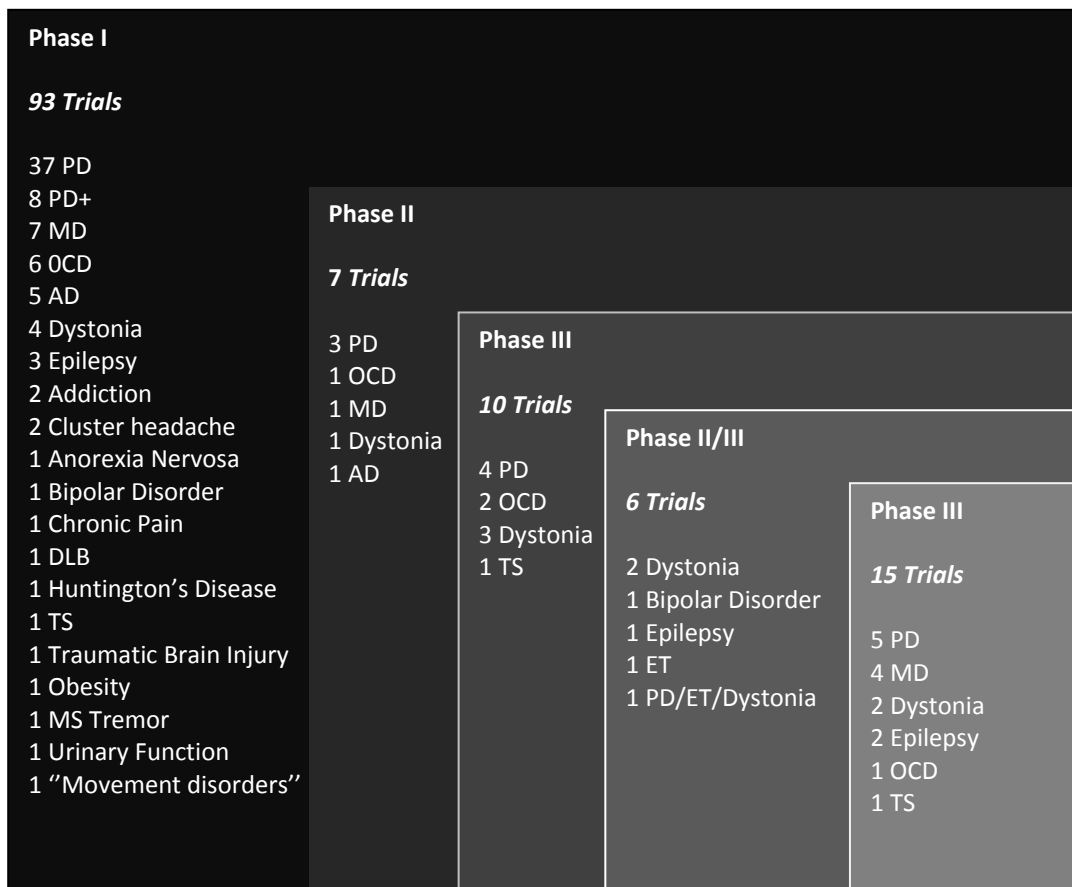 Phase I
93 Trials
37 PD
8 PD+
7 MD
6 0CD
5 AD
4 Dystonia
3 Epilepsy
2 Addiction
2 Cluster headache
1 Anorexia Nervosa
1 Bipolar Disorder
1 Chronic Pain
1 DLB
1 Huntington’s Disease
1 TS
1 Traumatic Brain Injury
1 Obesity
1 MS Tremor
1 Urinary Function
1 ‘’Movement disorders’’
Phase II
7 Trials
3 PD
1 OCD
1 MD
1 Dystonia
1 AD
Phase III
10 Trials
4 PD
2 OCD
3 Dystonia
1 TS
Phase II/III
6 Trials
2 Dystonia
1 Bipolar Disorder
1 Epilepsy
1 ET
1 PD/ET/Dystonia
Phase III
15 Trials
5 PD
4 MD
2 Dystonia
2 Epilepsy
1 OCD
1 TS